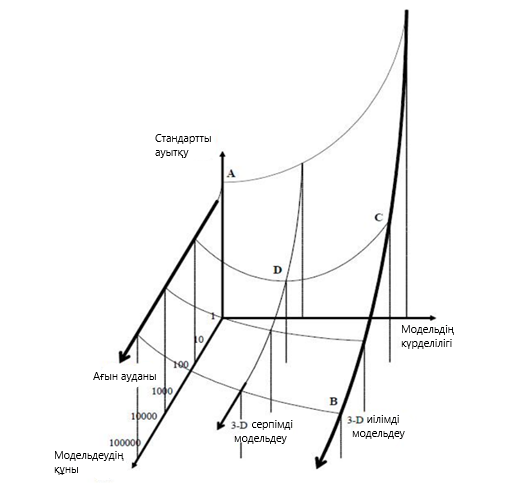 Стандартты
ауытқу
A
C
D
1
Модельдің
күрделілігі
10
100
Ағын ауданы
1000
B
10000
3-D серпімді
модельдеу
3-D иілімді
модельдеу
100000
Модельдеудің
құны